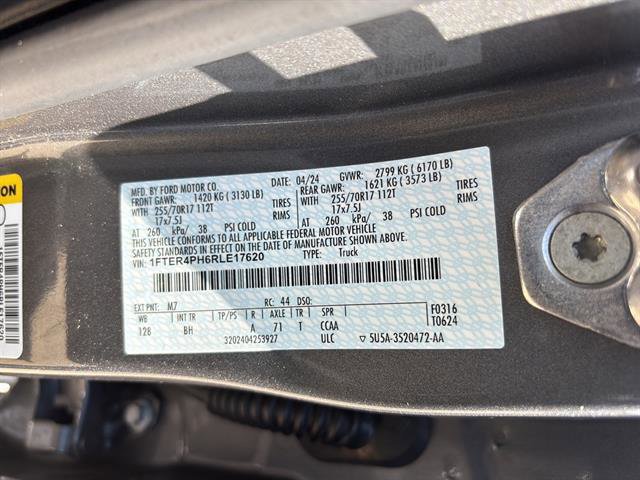 MFD. BY FORD MOTOR CO.
DATE: 04/24 GVWR: 2799 KG ( 6170 LB)
FRONT GAWR: 1420 KG ( 3130 LB)
REAR GAWR: 1621 KG ( 3573 LB)
WITH 255/70R17 112T TIRES
WITH 255/70R17 112T TIRES
17x7.5J RIMS
17x7.5J RIMS
AT 260 kPa/ 38 PSI COLD
AT 260 kPa/ 38 PSI COLD
THIS VEHICLE CONFORMS TO ALL APPLICABLE FEDERAL MOTOR VEHICLE
SAFETY STANDARDS IN EFFECT ON THE DATE OF MANUFACTURE SHOWN ABOVE.
VIN: 1FTER4PH6RLE17620
TYPE: Truck
EXT PNT: M7 RC: 44 DSO:
WB INT TR TP/PS R AXLE TR SPR
128 BH A 71 T CCAA
F0316
T0624
3202404253927 ULC
5U5A-3520472-AA